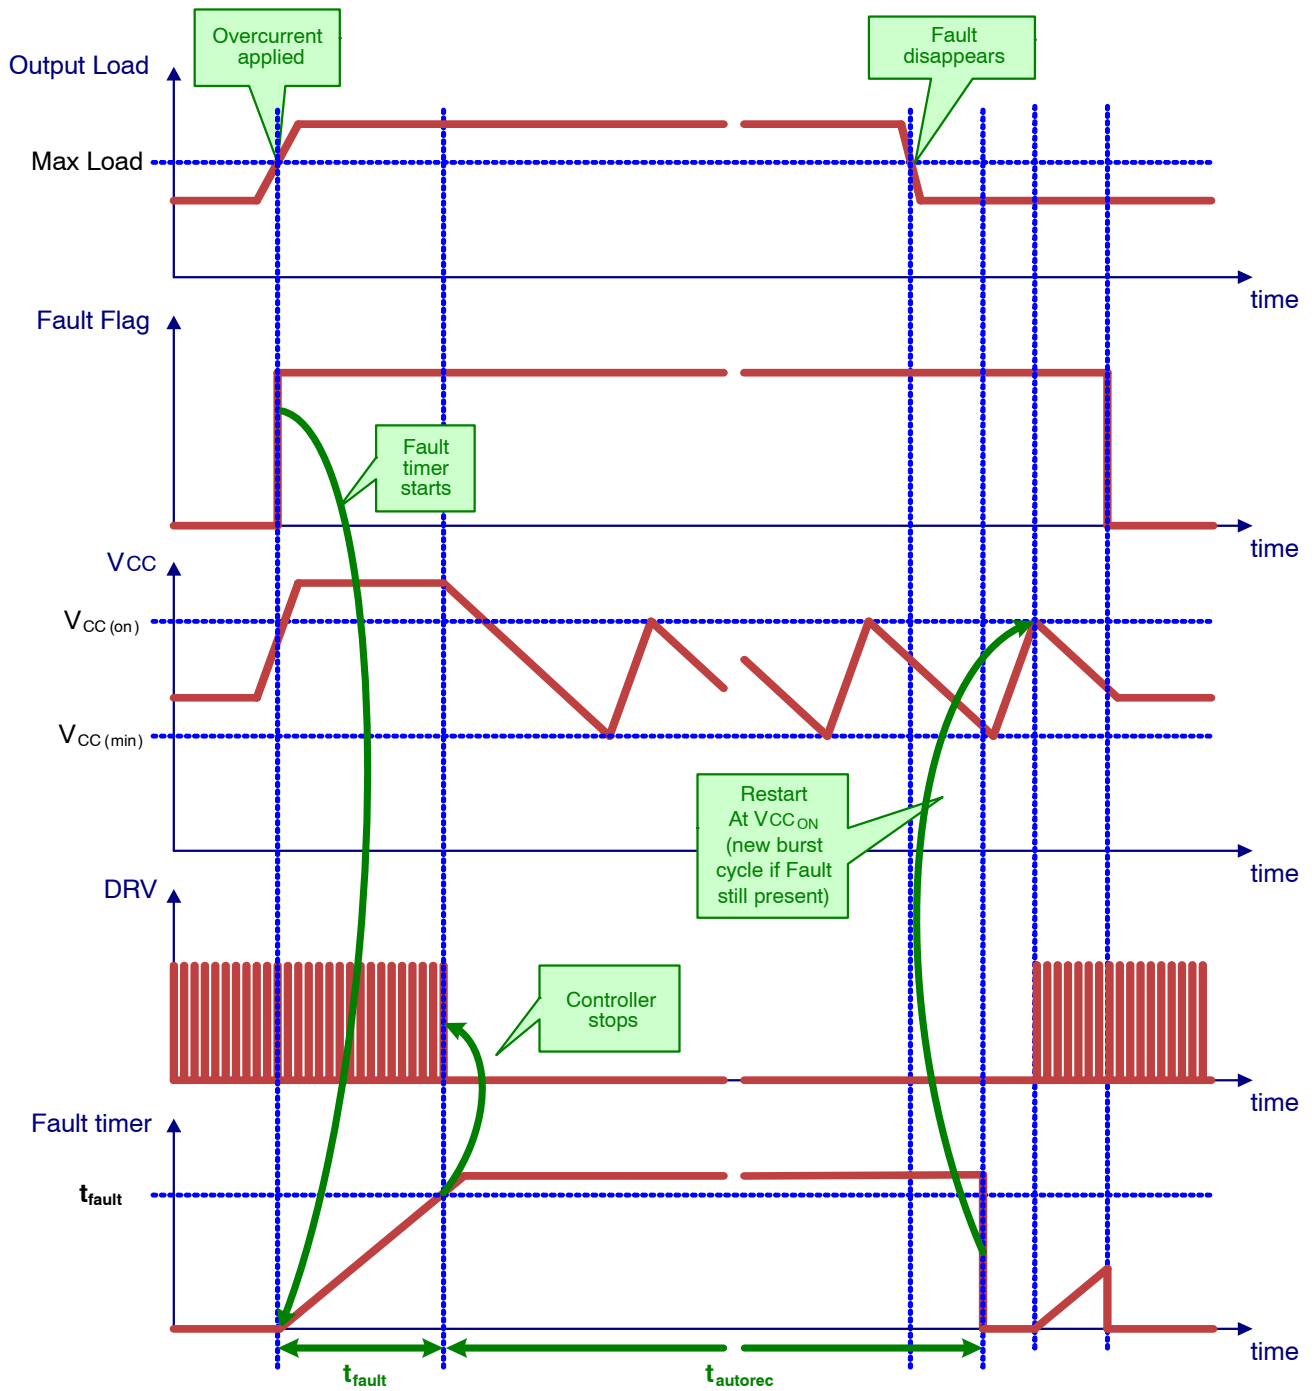 Overcurrent
applied
Fault
disappears
Output Load
Max Load
time
Fault Flag
Fault
timer
starts
time
VCC
VCC (on)
VCC (min)
Restart
At VCCON
(new burst
cycle if Fault
still present)
time
DRV
Controller
stops
time
Fault timer
tfault
time
tfault
tautorec